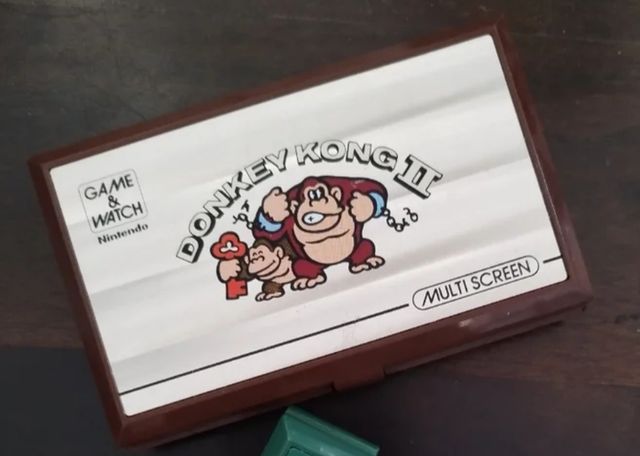 GAME
&
WATCH
Nintendo
DONKEY KONG II
MULTI SCREEN